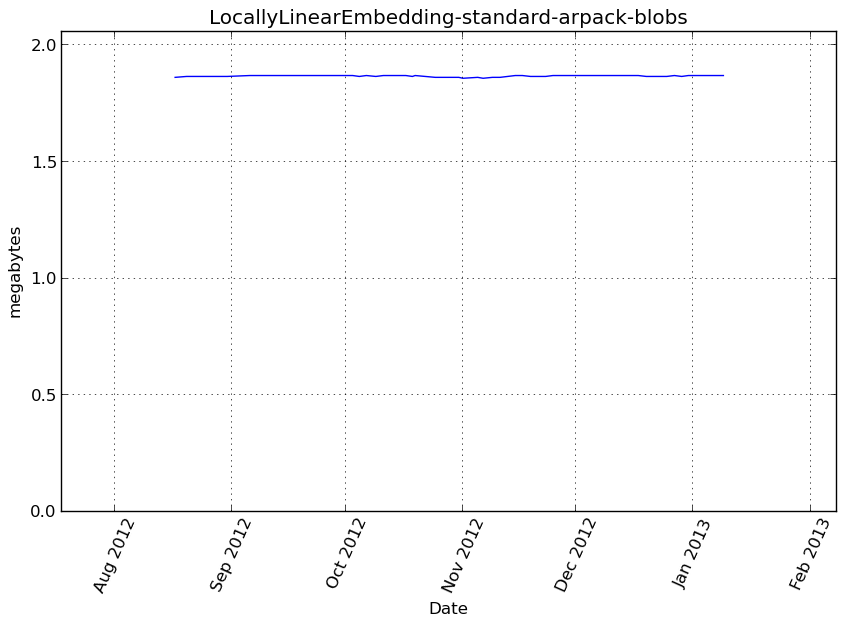 LocallyLinearEmbedding-standard-arpack-blobs
2.0
1.5
1.0
0.5
0.0
megabytes
Aug 2012
Sep 2012
Oct 2012
Nov 2012
Dec 2012
Jan 2013
Feb 2013
Date